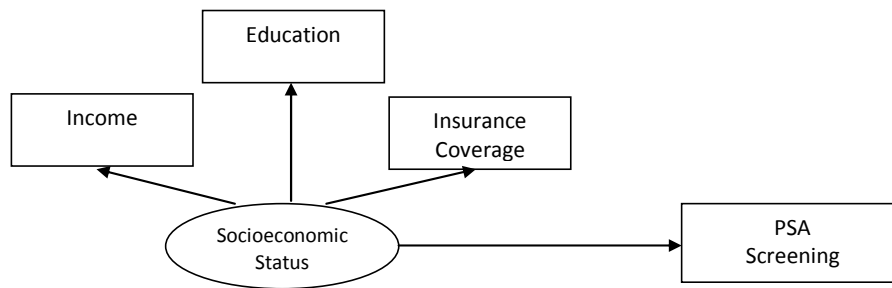 Education
Income
Insurance
Coverage
Socioeconomic
Status
PSA
Screening